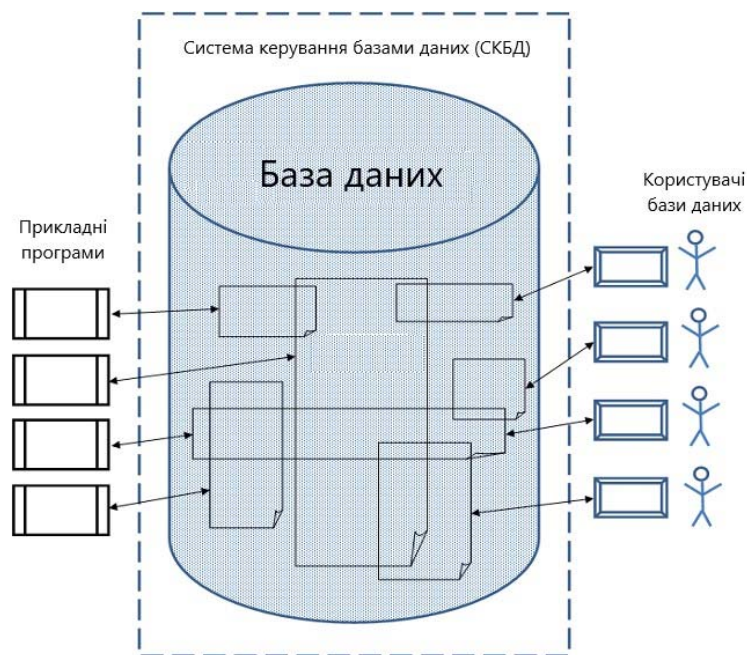 Система керування базами даних (СКБД)
База даних
Прикладні
програми
Користувачі
бази даних